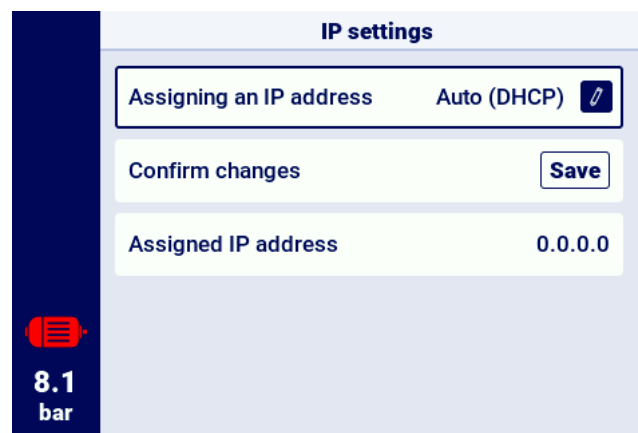 IP settings
Assigning an IP address Auto (DHCP)
Confirm changes Save
Assigned IP address 0.0.0.0
8.1
bar